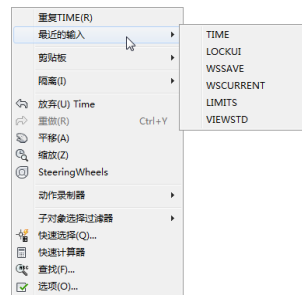 重复TIME(R)
最近的输入
剪贴板
隔离(I)
放弃(U) Time
重做(R) Ctrl+Y
平移(A)
缩放(Z)
SteeringWheels
动作录制器
子对象选择过滤器
快速选择(Q)...
快速计算器
查找(F)...
选项(O)...
TIME
LOCKUI
WSSAVE
WSCURRENT
LIMITS
VIEWSTD